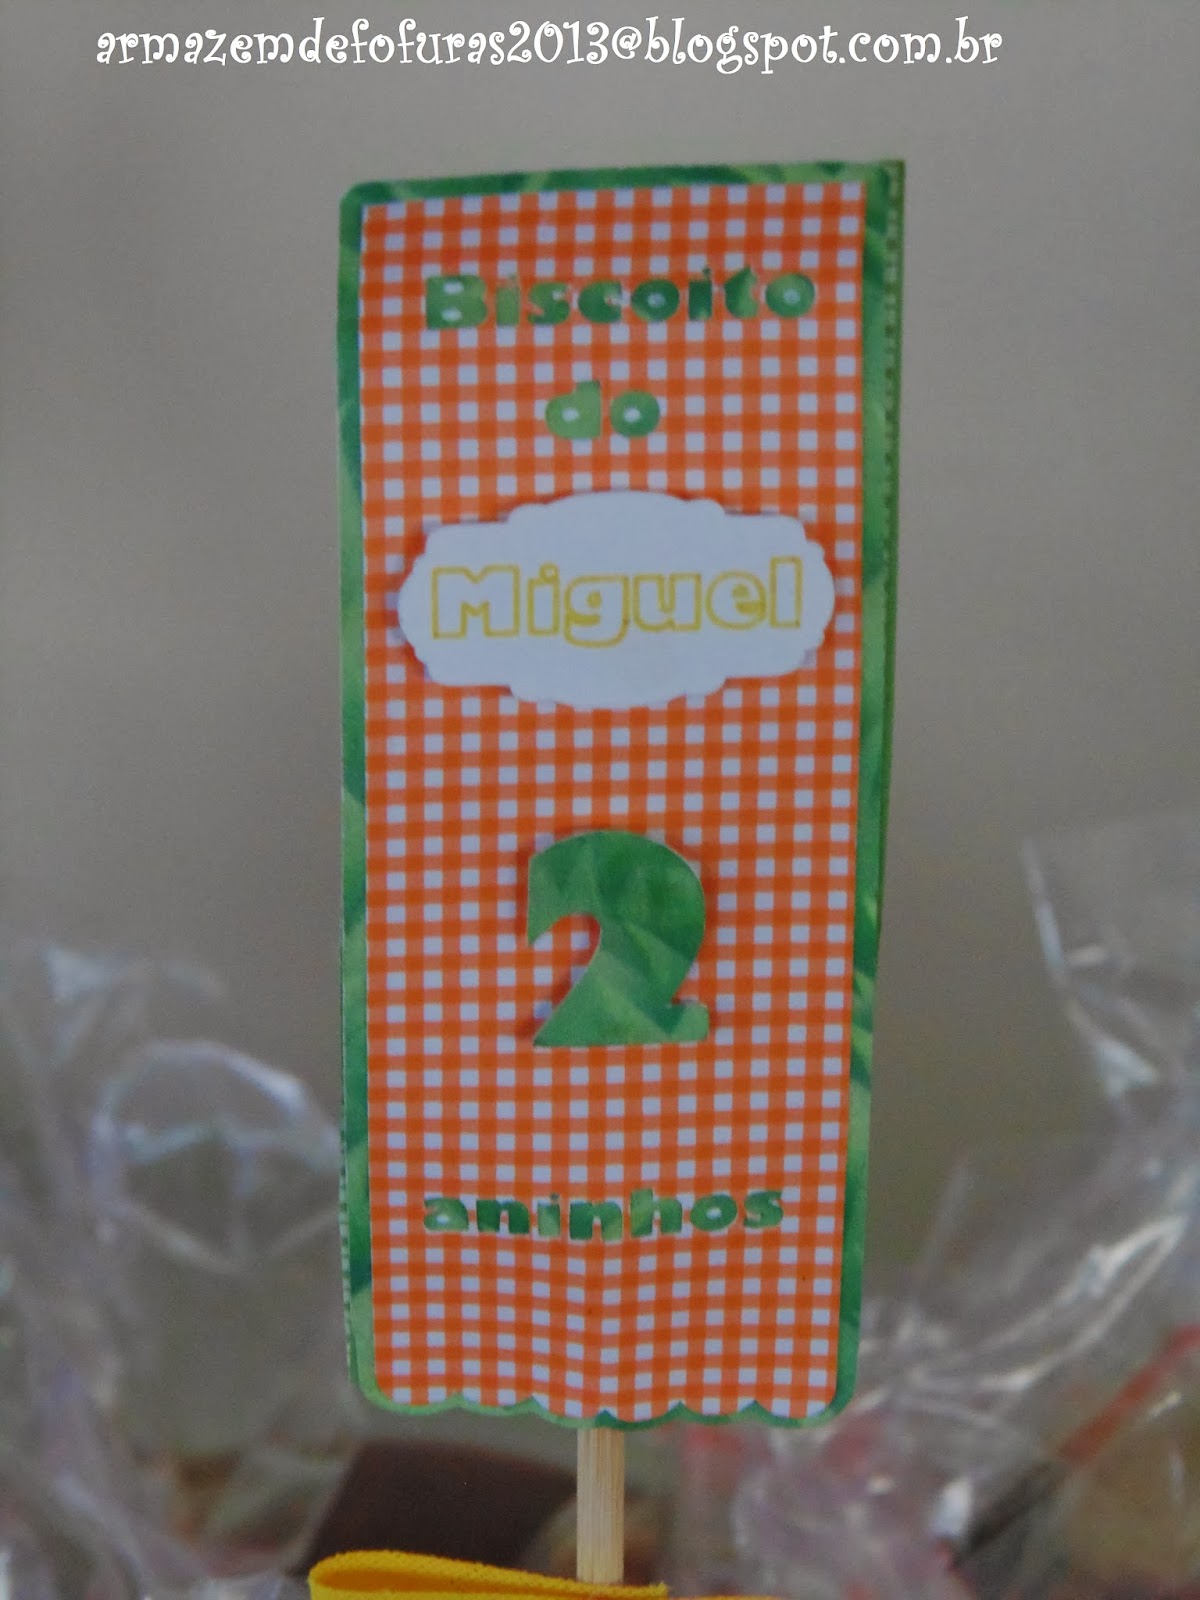 armazemdefofuras2013@blogspot.com.br
Biscoito
do
Miguel
2
aninhos